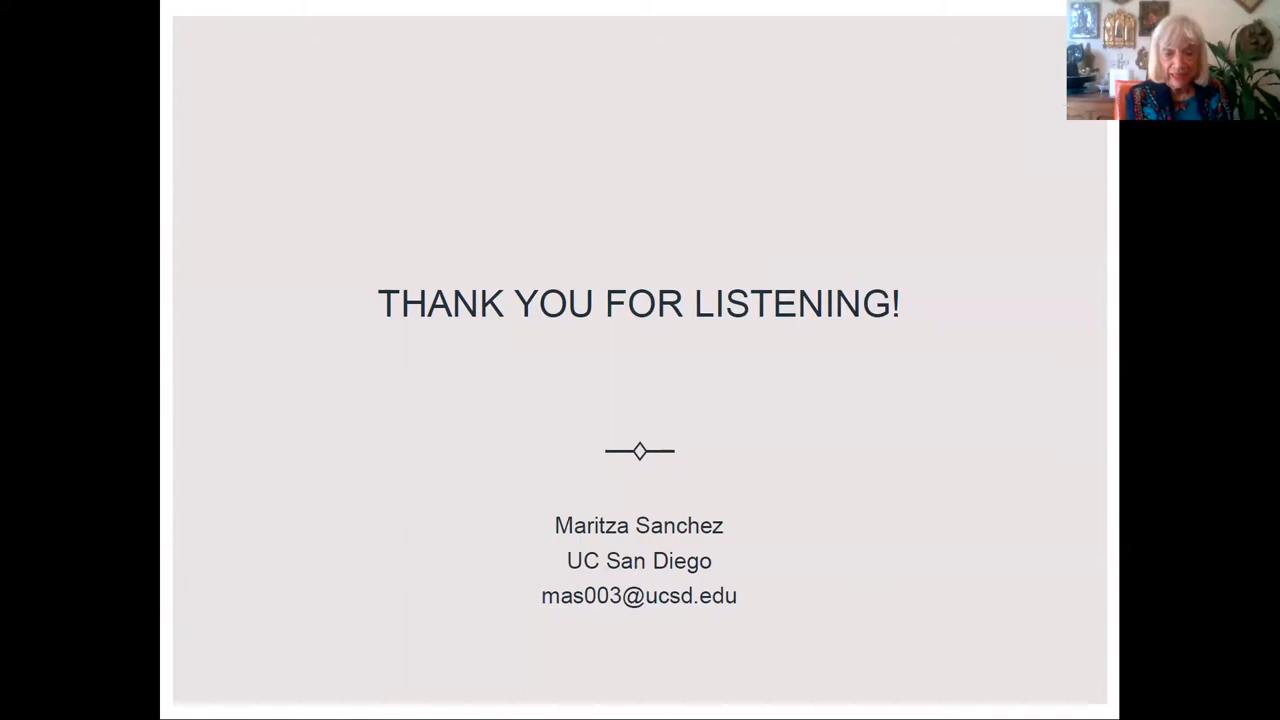 THANK YOU FOR LISTENING!
Maritza Sanchez
UC San Diego
mas003@ucsd.edu